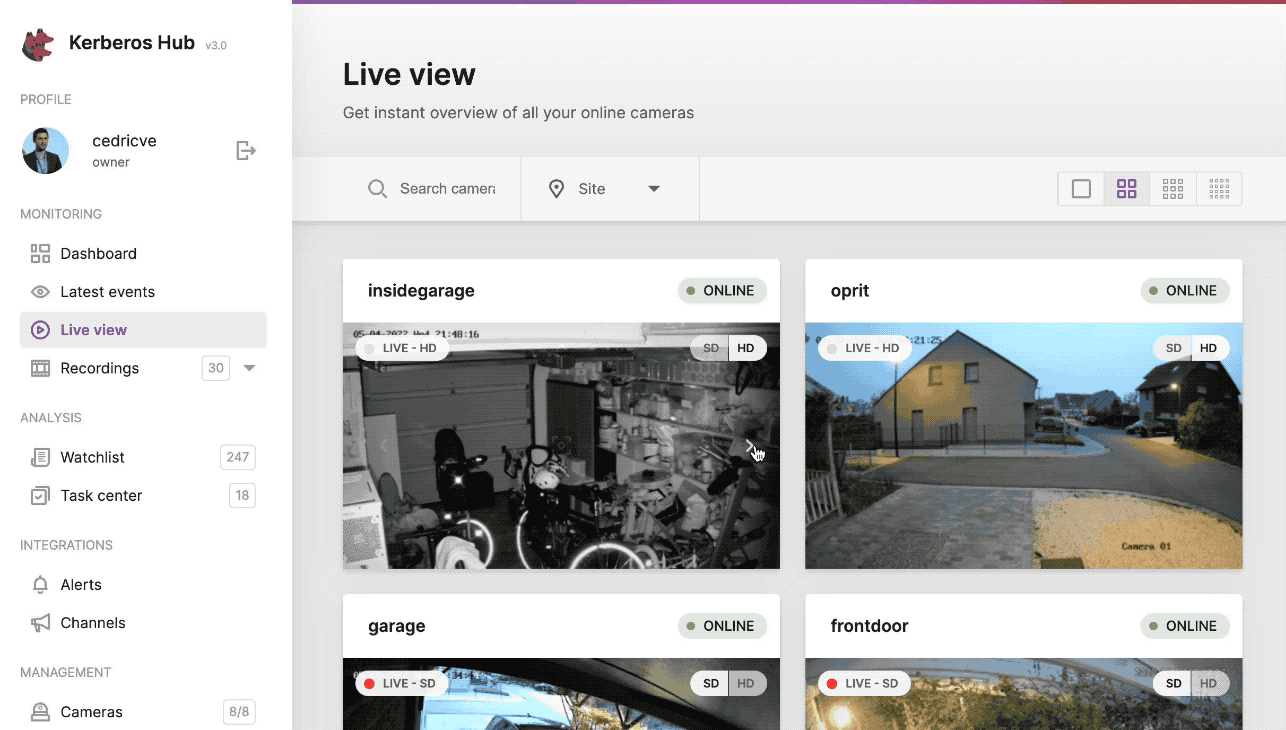 Kerberos Hub v3.0
PROFILE
cedricve
owner
MONITORING
Dashboard
Latest events
Live view
Recordings 30
ANALYSIS
Watchlist 247
Task center 18
INTEGRATIONS
Alerts
Channels
MANAGEMENT
Cameras 8/8
Live view
Get instant overview of all your online cameras
Search camera
Site
insidegarage ONLINE
05-04-2022 Wed 21:48:16
LIVE - HD SD HD
oprit ONLINE
:21:25
LIVE - HD SD HD
Camera 01
garage ONLINE
LIVE - SD SD HD
frontdoor ONLINE
LIVE - SD SD HD